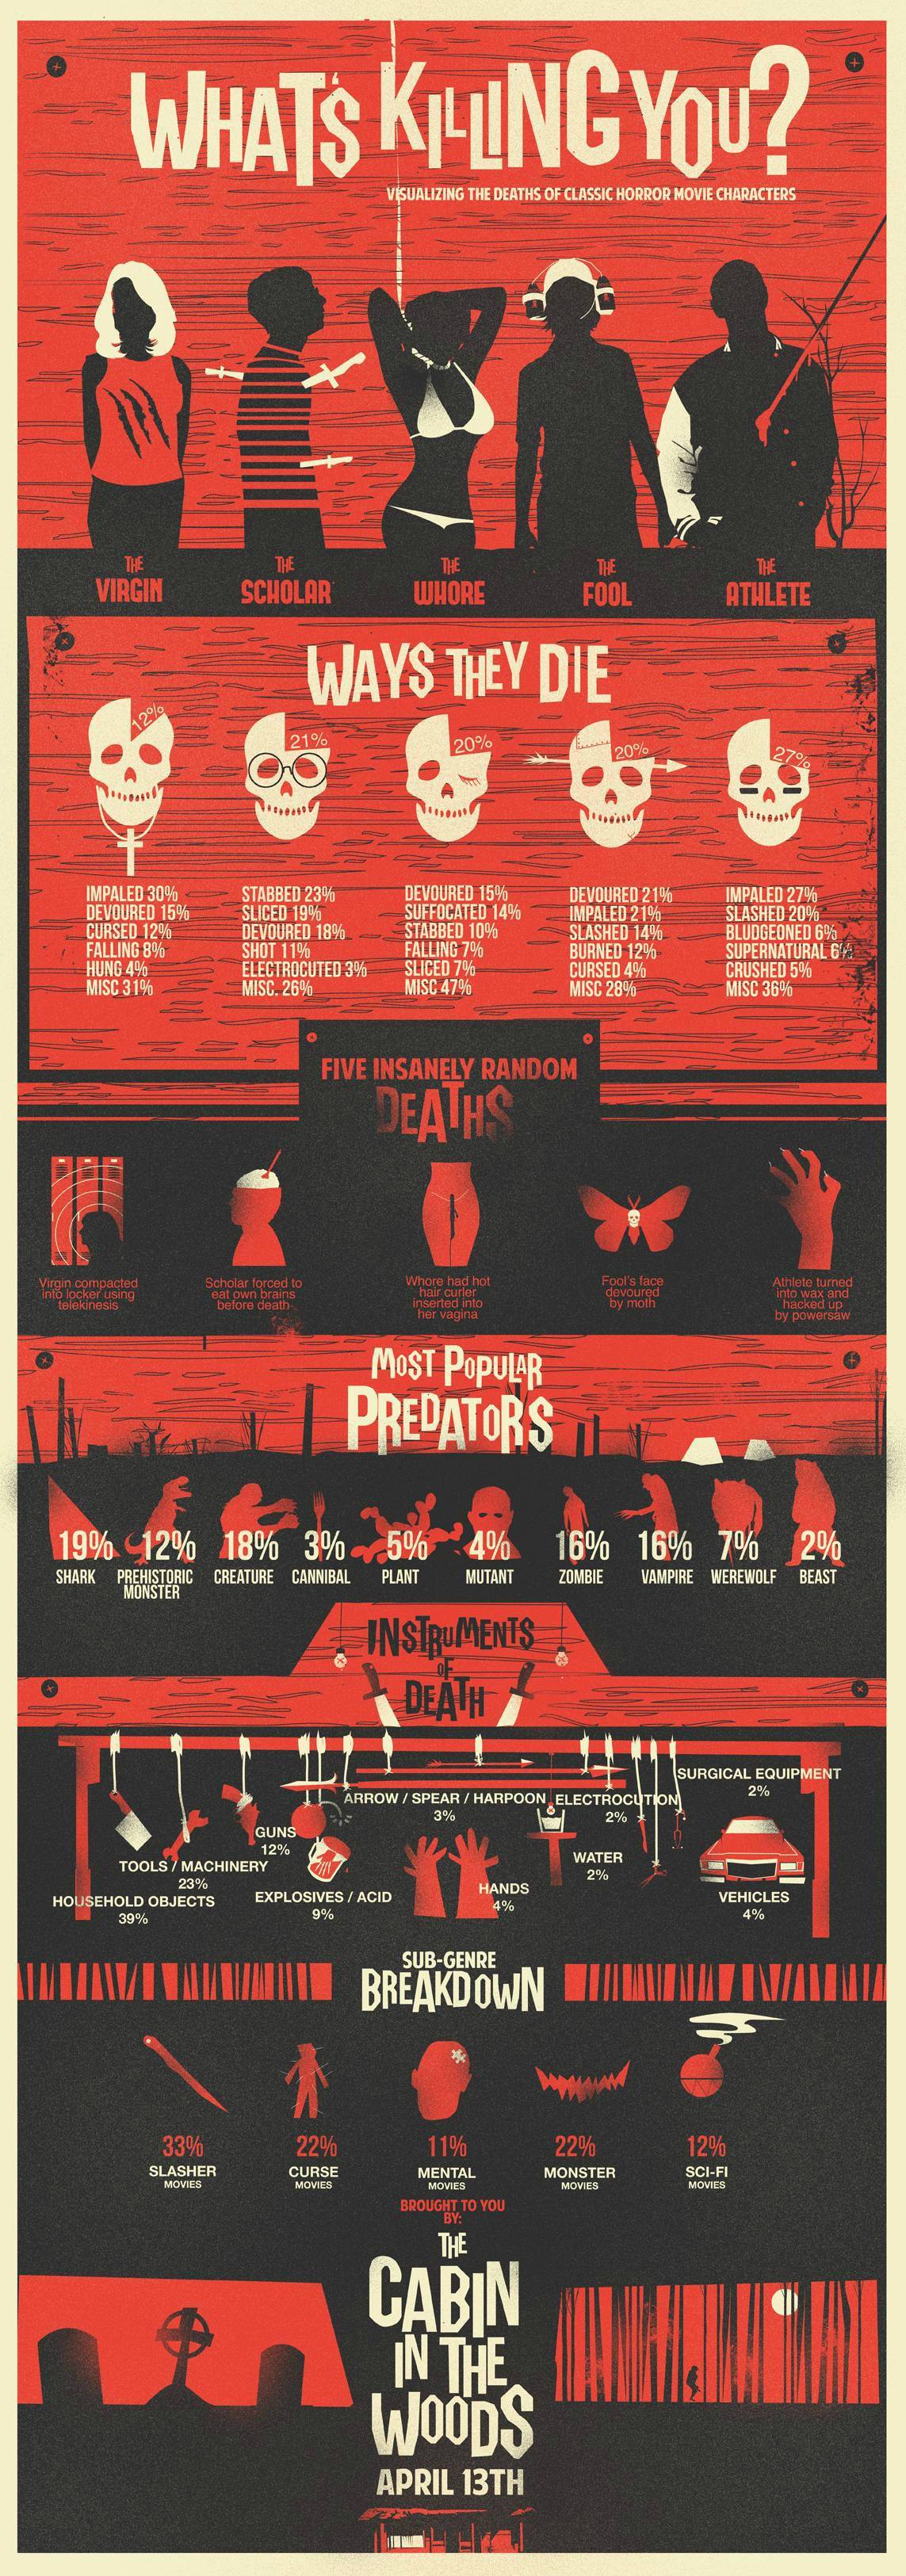 WHAT'S KILLING YOU?
VISUALIZING THE DEATHS OF CLASSIC HORROR MOVIE CHARACTERS
THE VIRGIN
THE SCHOLAR
THE WHORE
THE FOOL
THE ATHLETE
WAYS THEY DIE
12%
21%
20%
20%
27%
IMPALED 30%
DEVOURED 15%
CURSED 12%
FALLING 8%
HUNG 4%
MISC 31%
STABBED 23%
SLICED 19%
DEVOURED 18%
SHOT 11%
ELECTROCUTED 3%
MISC. 26%
DEVOURED 15%
SUFFOCATED 14%
STABBED 10%
FALLING 7%
SLICED 7%
MISC 47%
DEVOURED 21%
IMPALED 21%
SLASHED 14%
BURNED 12%
CURSED 4%
MISC 28%
IMPALED 27%
SLASHED 20%
BLUDGEONED 6%
SUPERNATURAL 6%
CRUSHED 5%
MISC 36%
FIVE INSANELY RANDOM
DEATHS
Virgin compacted
into locker using
telekinesis
Scholar forced to
eat own brains
before death
Whore had hot
hair curler
inserted into
her vagina
Fool's face
devoured
by moth
Athlete turned
into wax and
hacked up
by powersaw
MOST POPULAR
PREDATORS
19%
SHARK
12%
PREHISTORIC
MONSTER
18%
CREATURE
3%
CANNIBAL
5%
PLANT
4%
MUTANT
16%
ZOMBIE
16%
VAMPIRE
7%
WEREWOLF
2%
BEAST
INSTRUMENTS
OF
DEATH
SURGICAL EQUIPMENT
2%
ARROW / SPEAR / HARPOON
3%
ELECTROCUTION
2%
GUNS
12%
TOOLS / MACHINERY
23%
WATER
2%
HOUSEHOLD OBJECTS
39%
EXPLOSIVES / ACID
9%
HANDS
4%
VEHICLES
4%
SUB-GENRE
BREAKDOWN
33%
SLASHER
MOVIES
22%
CURSE
MOVIES
11%
MENTAL
MOVIES
22%
MONSTER
MOVIES
12%
SCI-FI
MOVIES
BROUGHT TO YOU
BY:
THE
CABIN
IN THE
WOODS
APRIL 13TH